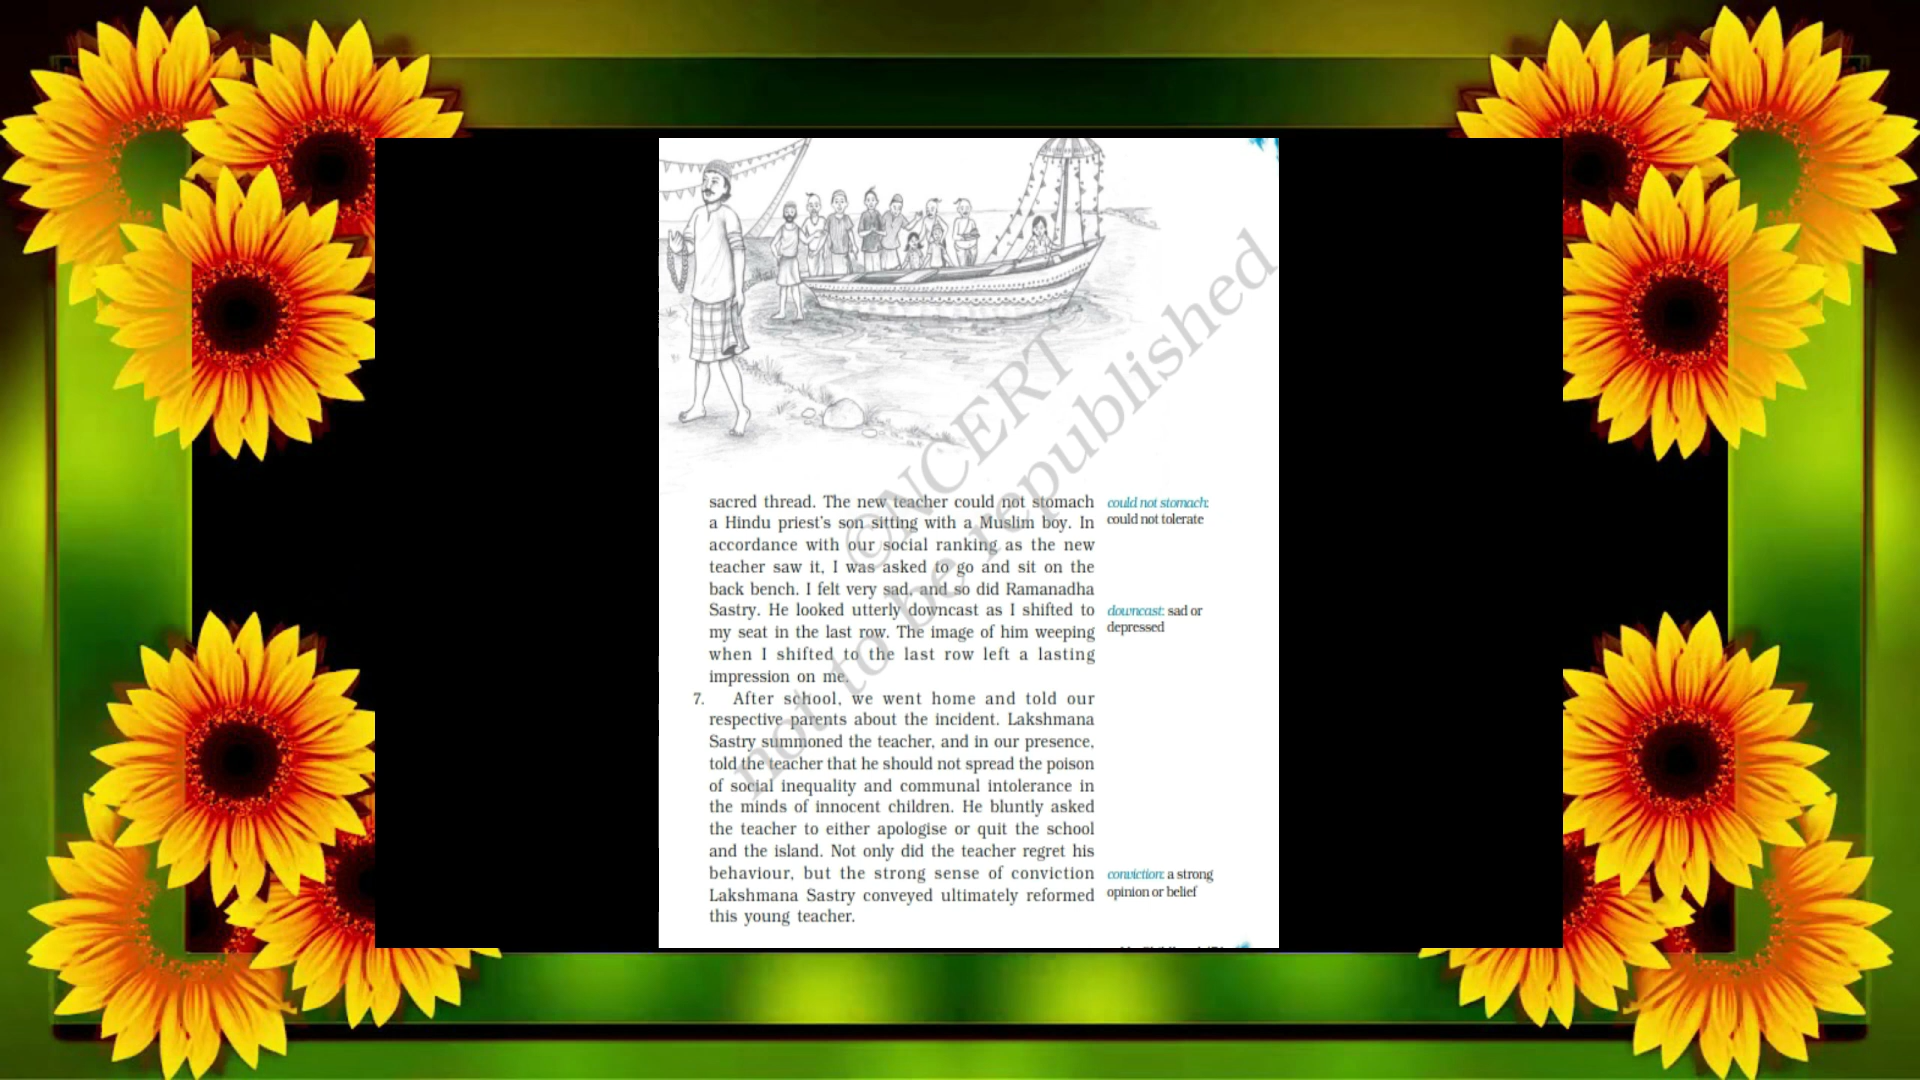 sacred thread. The new teacher could not stomach
a Hindu priest's son sitting with a Muslim boy. In
accordance with our social ranking as the new
teacher saw it, I was asked to go and sit on the
back bench. I felt very sad, and so did Ramanadha
Sastry. He looked utterly downcast as I shifted to
my seat in the last row. The image of him weeping
when I shifted to the last row left a lasting
impression on me.
7. After school, we went home and told our
respective parents about the incident. Lakshmana
Sastry summoned the teacher, and in our presence,
told the teacher that he should not spread the poison
of social inequality and communal intolerance in
the minds of innocent children. He bluntly asked
the teacher to either apologise or quit the school
and the island. Not only did the teacher regret his
behaviour, but the strong sense of conviction
Lakshmana Sastry conveyed ultimately reformed
this young teacher.
could not stomach:
could not tolerate
downcast: sad or
depressed
conviction: a strong
opinion or belief
©NCERT
not to be republished